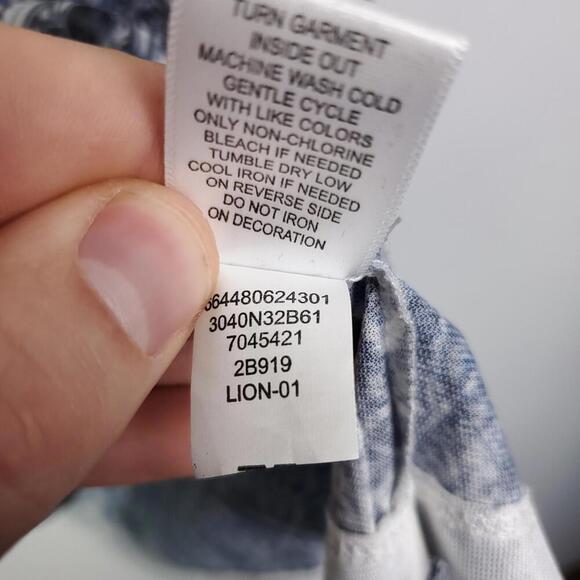 TURN GARMENT
INSIDE OUT
MACHINE WASH COLD
GENTLE CYCLE
WITH LIKE COLORS
ONLY NON-CHLORINE
BLEACH IF NEEDED
TUMBLE DRY LOW
COOL IRON IF NEEDED
ON REVERSE SIDE
DO NOT IRON
ON DECORATION
664480624301
3040N32B61
7045421
2B919
LION-01